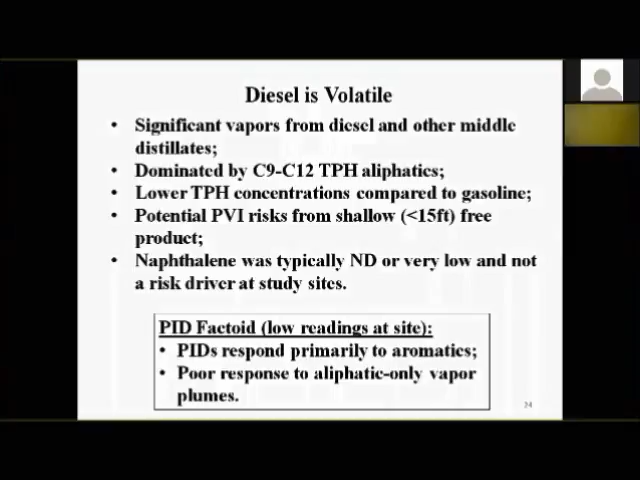 Diesel is Volatile
• Significant vapors from diesel and other middle
distillates;
• Dominated by C9-C12 TPH aliphatics;
• Lower TPH concentrations compared to gasoline;
• Potential PVI risks from shallow (<15ft) free
product;
• Naphthalene was typically ND or very low and not
a risk driver at study sites.
PID Factoid (low readings at site):
• PIDs respond primarily to aromatics;
• Poor response to aliphatic-only vapor
plumes.
24